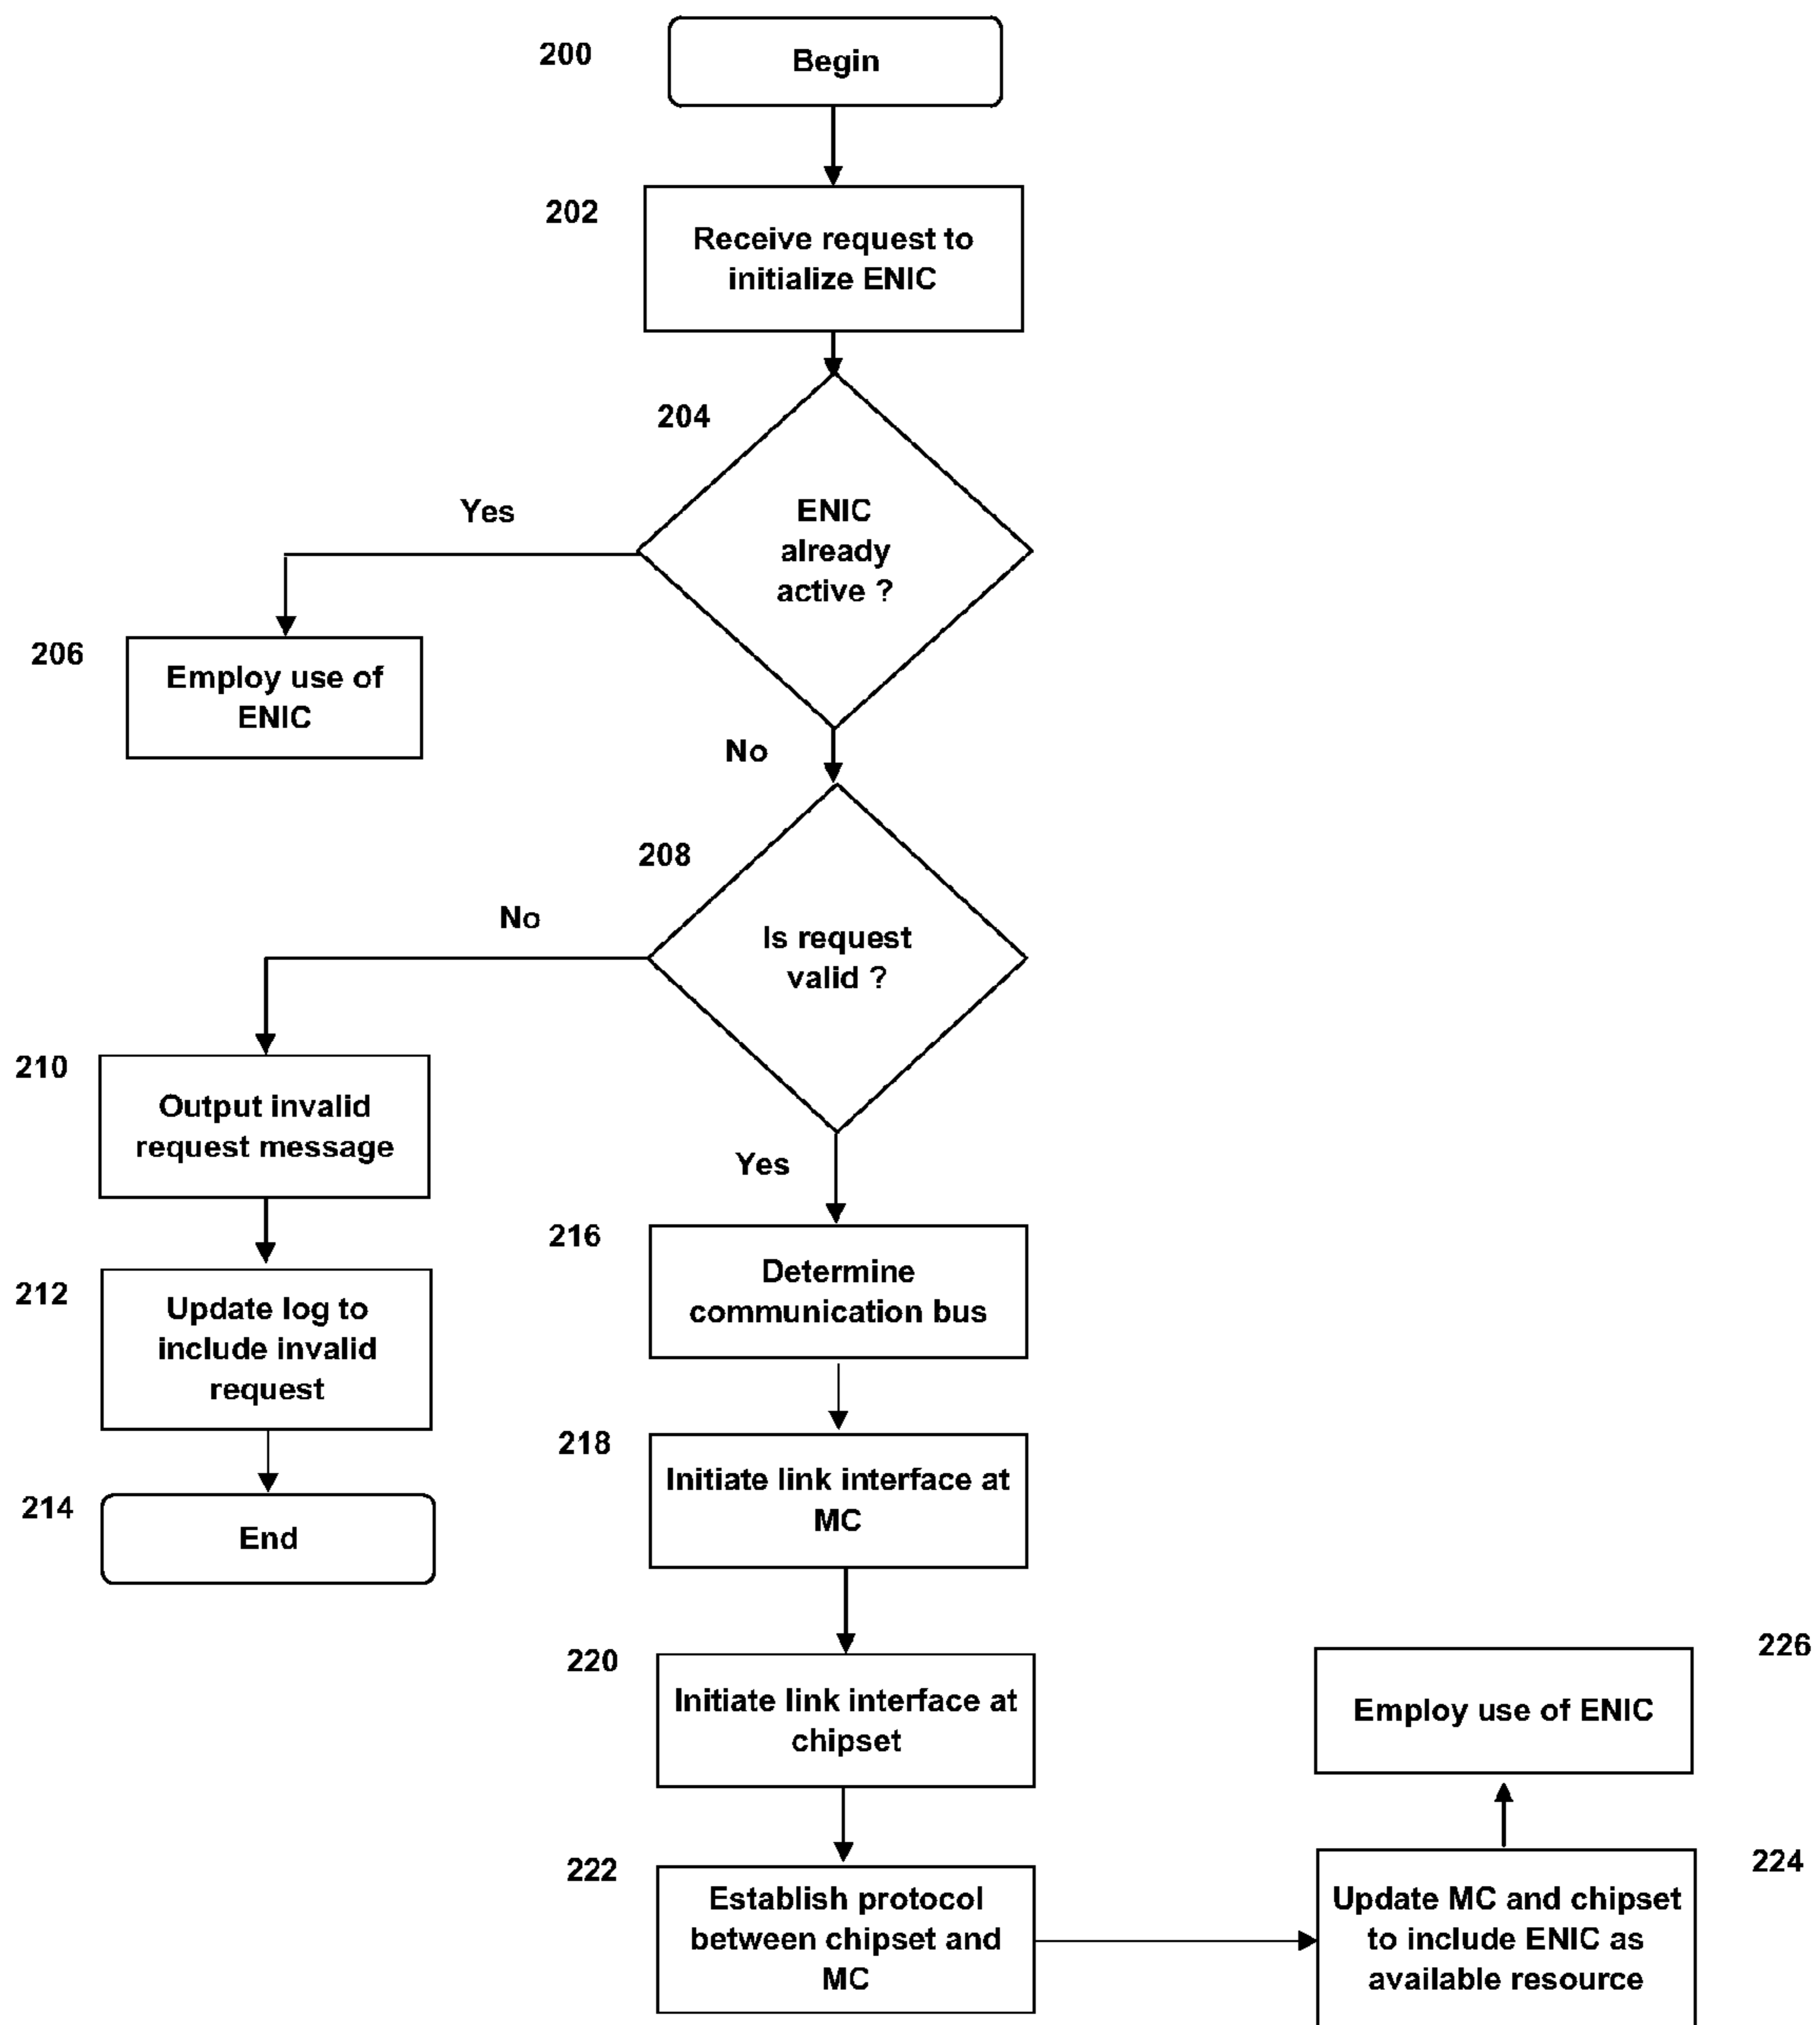 200
Begin
202
Receive request to
initialize ENIC
204
ENIC
already
active ?
Yes
206
Employ use of
ENIC
No
208
Is request
valid ?
No
210
Output invalid
request message
212
Update log to
include invalid
request
214
End
Yes
216
Determine
communication bus
218
Initiate link interface at
MC
220
Initiate link interface at
chipset
222
Establish protocol
between chipset and
MC
224
Update MC and chipset
to include ENIC as
available resource
226
Employ use of ENIC